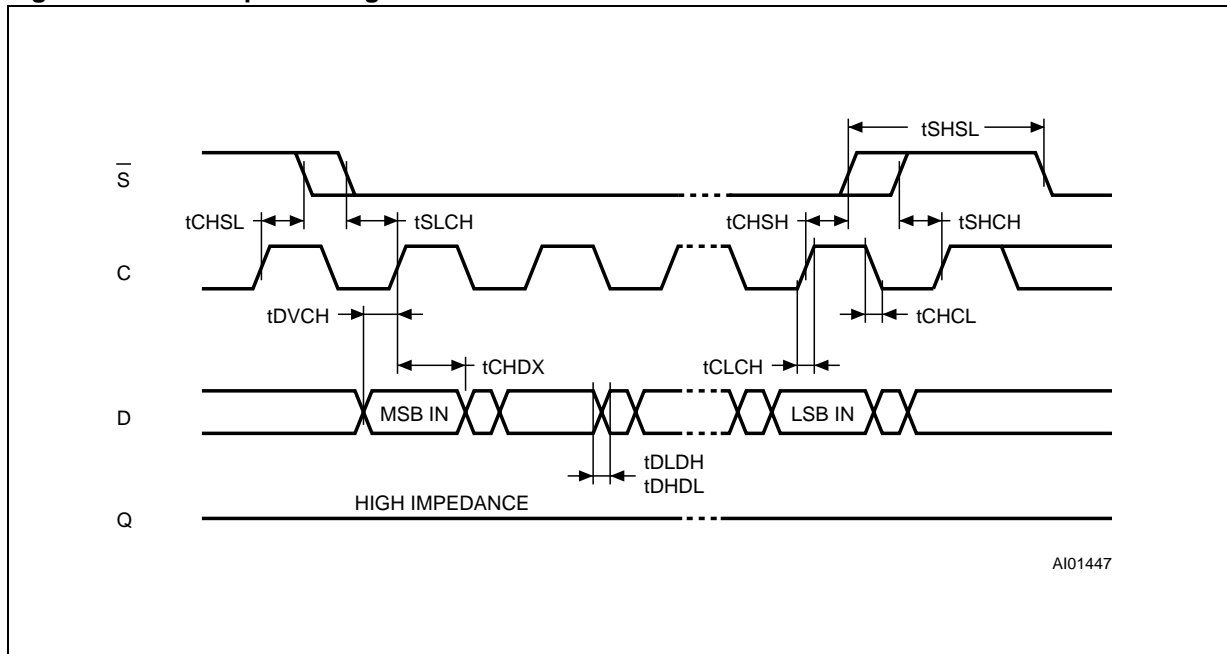 S
tSHSL
tCHSL
tSLCH
tCHSH
tSHCH
C
tDVCH
tCHCL
tCHDX
tCLCH
D
MSB IN
LSB IN
tDLDH
tDHDL
HIGH IMPEDANCE
Q
AI01447